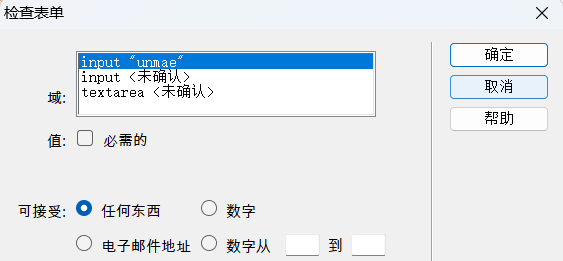 检查表单
input "unmae"
input <未确认>
textarea <未确认>
域:
值: 必需的
可接受: 任何东西 数字
电子邮件地址 数字从 到
确定
取消
帮助